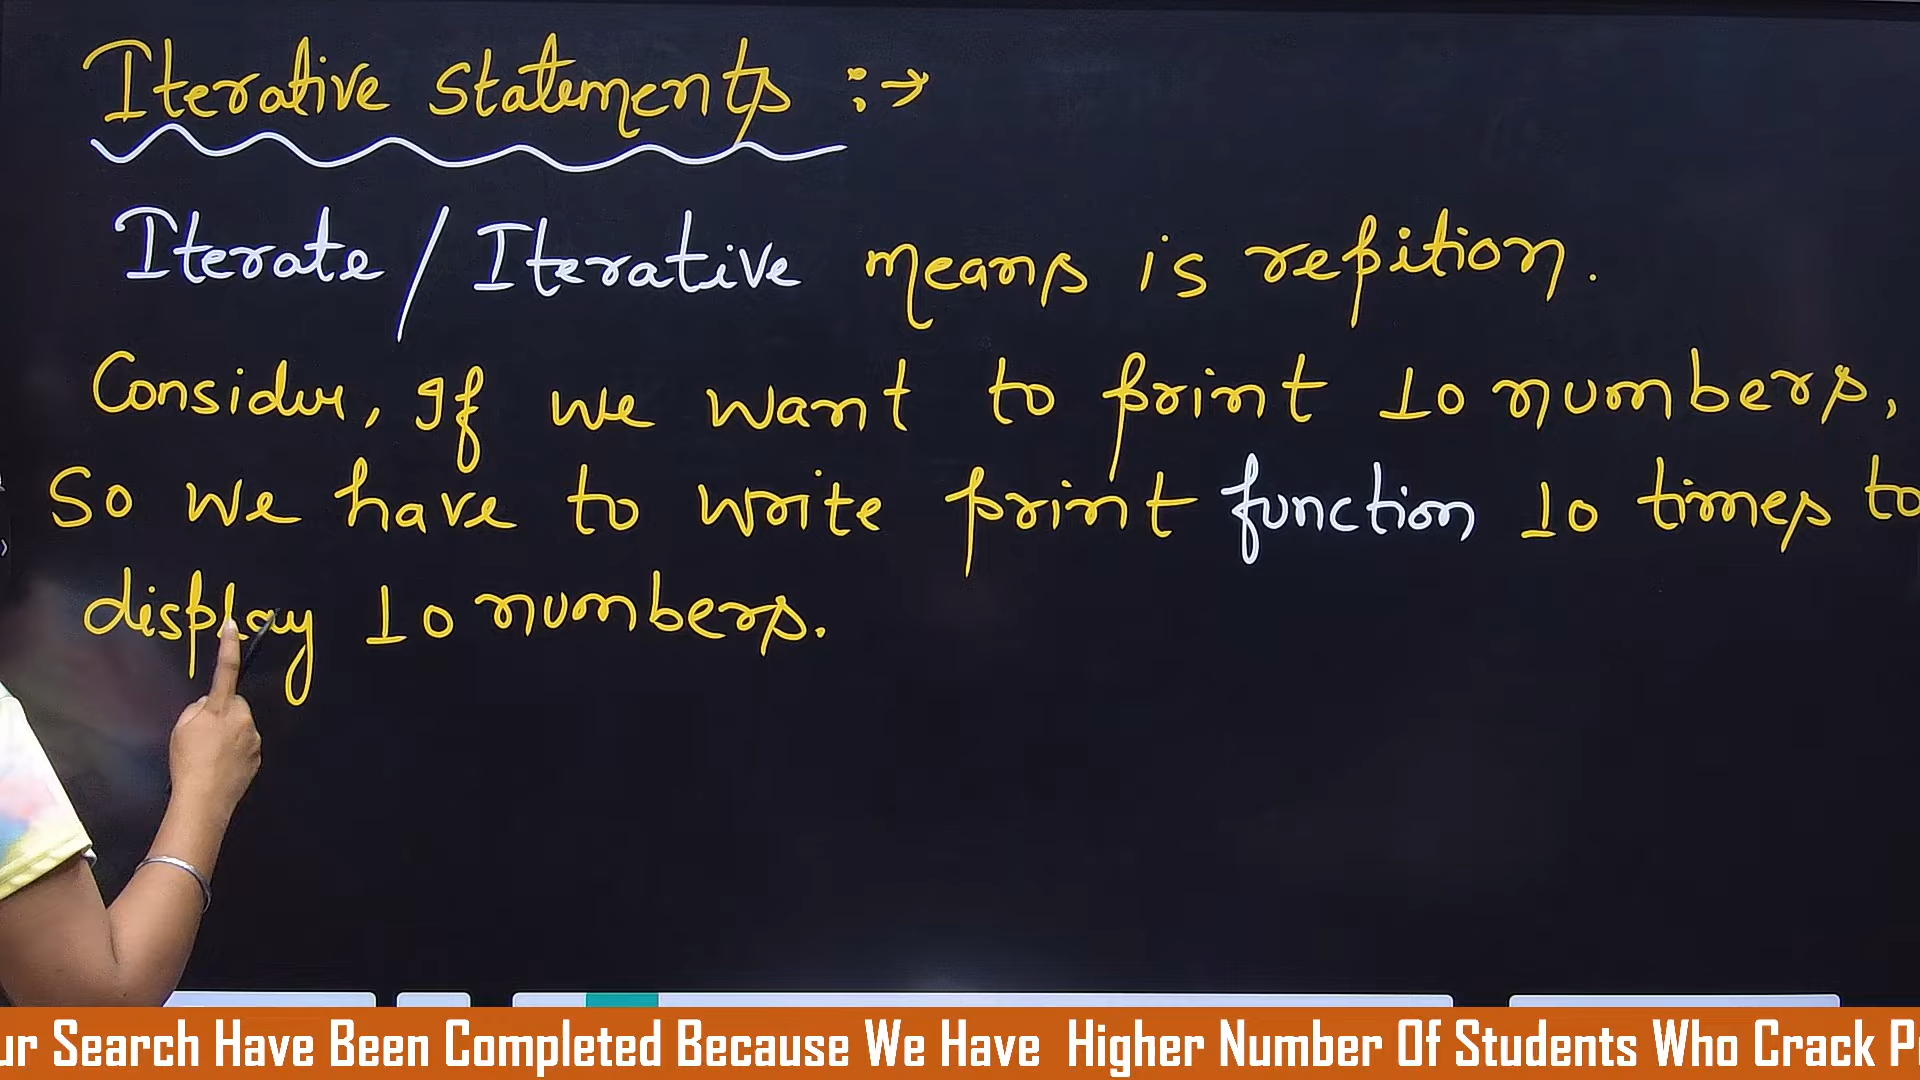 Iterative statements :→
Iterate / Iterative means is repition.
Consider, If we want to print 10 numbers,
So we have to write print function 10 times to
display 10 numbers.
ur Search Have Been Completed Because We Have Higher Number Of Students Who Crack P